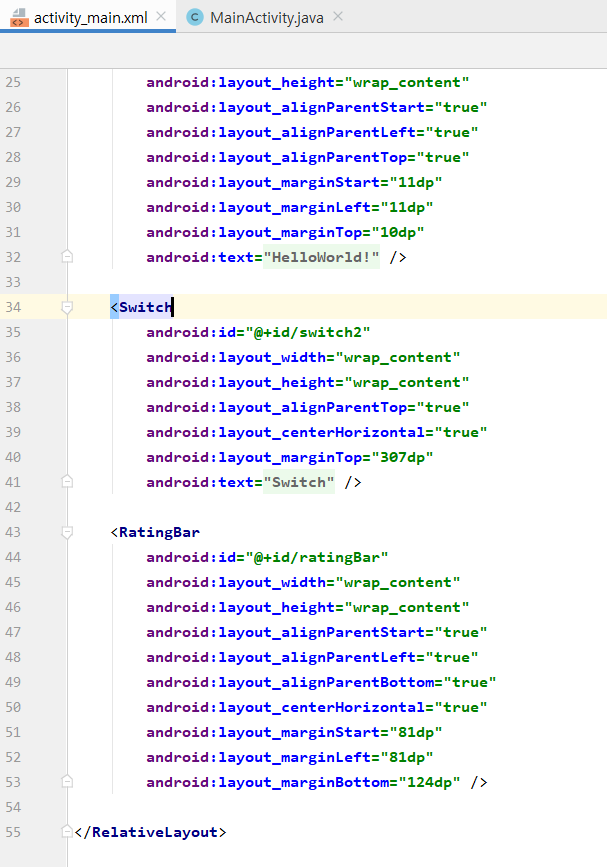 activity_main.xml
MainActivity.java
25 android:layout_height="wrap_content"
26 android:layout_alignParentStart="true"
27 android:layout_alignParentLeft="true"
28 android:layout_alignParentTop="true"
29 android:layout_marginStart="11dp"
30 android:layout_marginLeft="11dp"
31 android:layout_marginTop="10dp"
32 android:text="HelloWorld!" />
33
34 <Switch
35 android:id="@+id/switch2"
36 android:layout_width="wrap_content"
37 android:layout_height="wrap_content"
38 android:layout_alignParentTop="true"
39 android:layout_centerHorizontal="true"
40 android:layout_marginTop="307dp"
41 android:text="Switch" />
42
43 <RatingBar
44 android:id="@+id/ratingBar"
45 android:layout_width="wrap_content"
46 android:layout_height="wrap_content"
47 android:layout_alignParentStart="true"
48 android:layout_alignParentLeft="true"
49 android:layout_alignParentBottom="true"
50 android:layout_centerHorizontal="true"
51 android:layout_marginStart="81dp"
52 android:layout_marginLeft="81dp"
53 android:layout_marginBottom="124dp" />
54
55 </RelativeLayout>